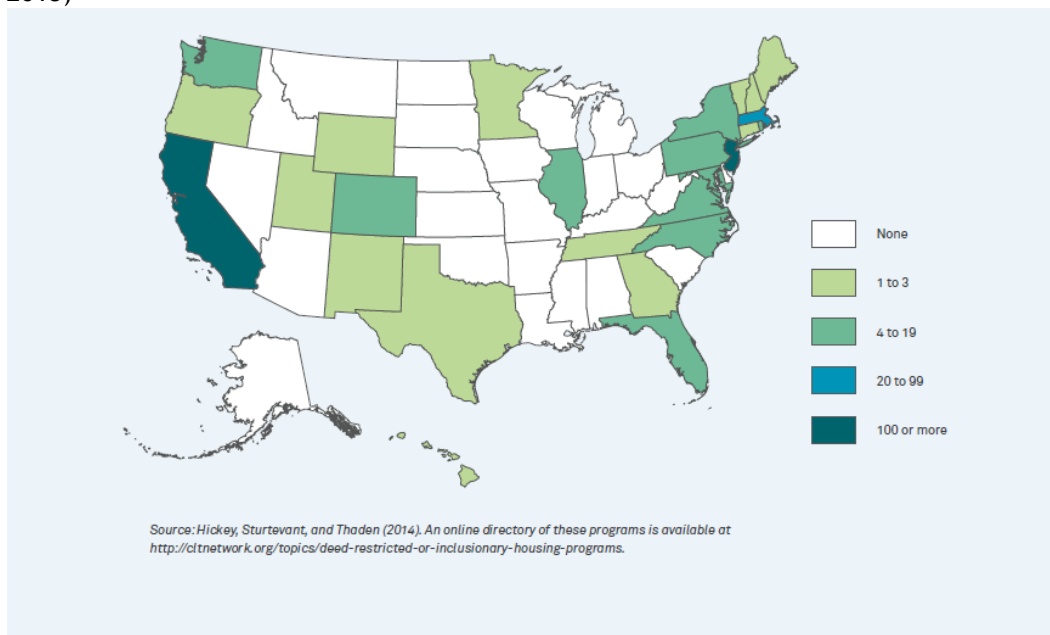 None
1 to 3
4 to 19
20 to 99
100 or more
Source: Hickey, Sturtevant, and Thaden (2014). An online directory of these programs is available at
http://cltnetwork.org/topics/deed-restricted-or-inclusionary-housing-programs.